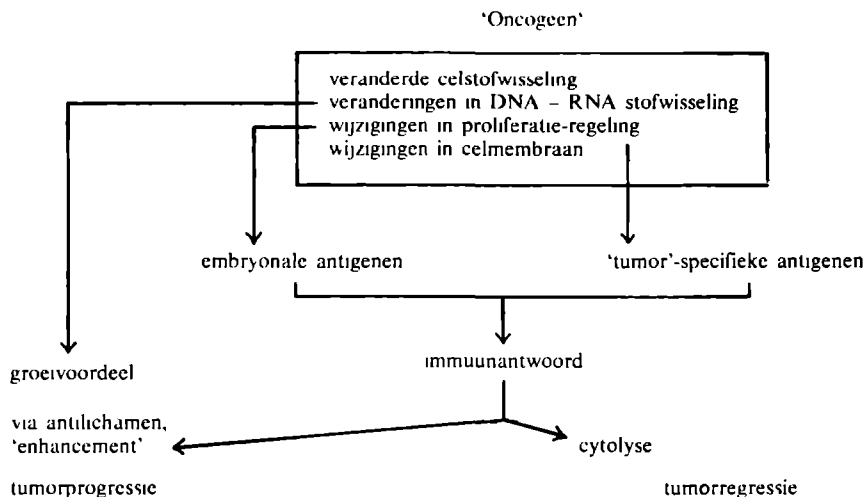 ‘Oncogeen’
veranderde celstofwisseling
veranderingen in DNA – RNA stofwisseling
wijzigingen in proliferatie-regeling
wijzigingen in celmembraan
embryonale antigenen
‘tumor’-specifieke antigenen
immuunantwoord
groeivoordeel
via antilichamen,
‘enhancement’
cytolyse
tumorprogressie
tumorregressie